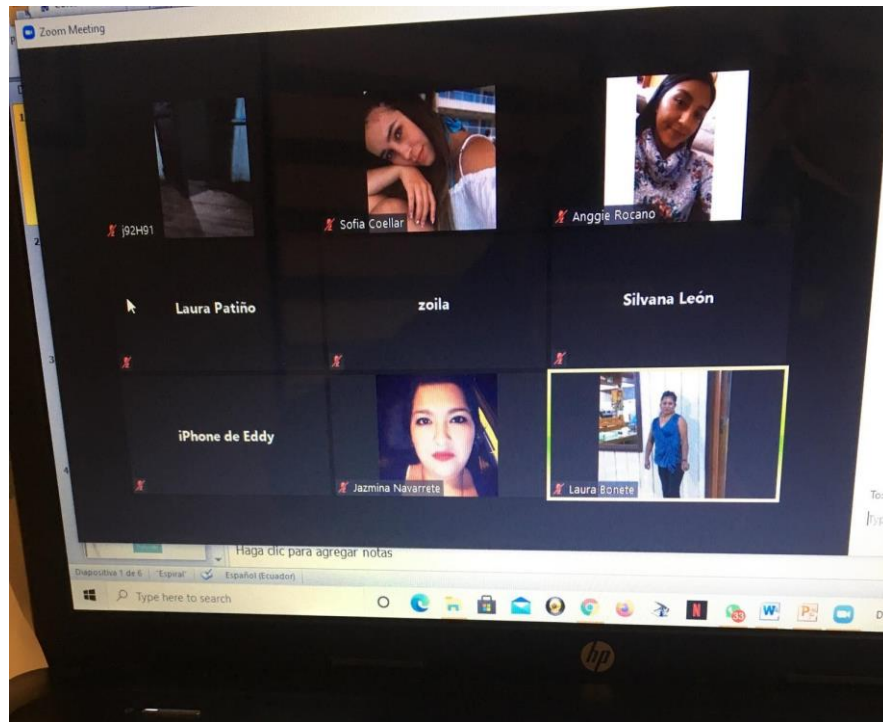 Zoom Meeting
j92H91
Sofia Coellar
Anggie Rocano
Laura Patiño
zoila
Silvana León
iPhone de Eddy
Jazmina Navarrete
Laura Bonete
Haga clic para agregar notas
Diapositiva 1 de 6
"Espiral"
Español (Ecuador)
Type here to search
33
hp